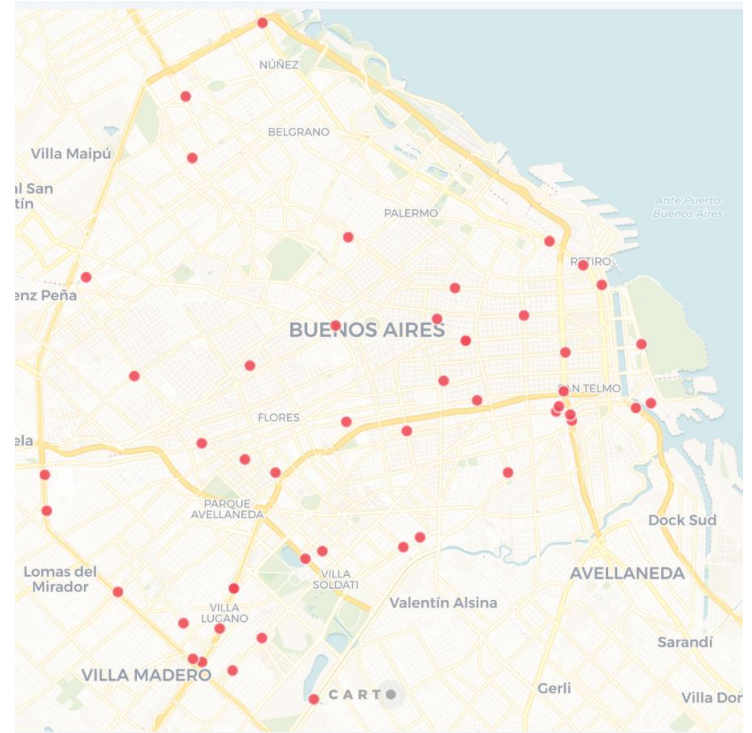 NÚÑEZ
BELGRANO
Villa Maipú
al San
tín
Ante Puerto
Buenos Aires
PALERMO
RETIRO
enz Peña
BUENOS AIRES
SAN TELMO
FLORES
ela
PARQUE
AVELLANEDA
Dock Sud
Lomas del
Mirador
VILLA
SOLDATI
AVELLANEDA
VILLA
LUGANO
Valentín Alsina
Sarandí
VILLA MADERO
CARTO
Gerli
Villa Dom